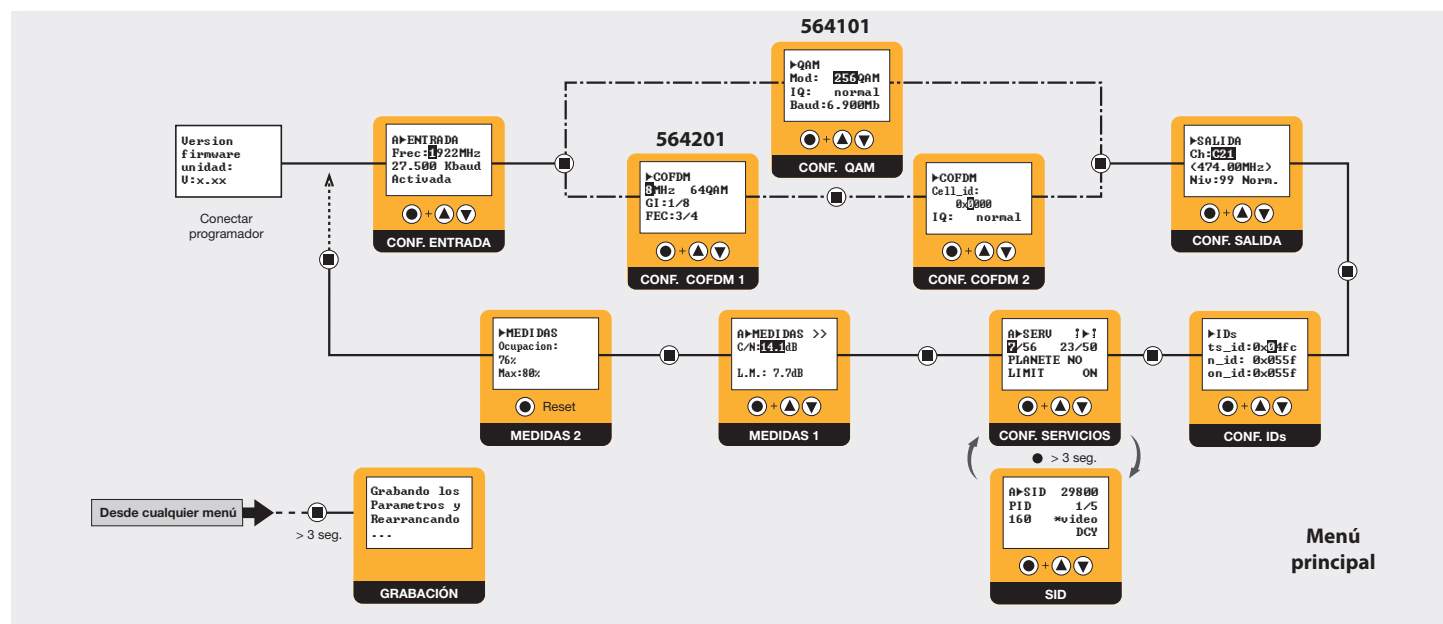 564101
▶QAM
Mod: 256QAM
IQ: normal
Baud:6.900Mb
+
CONF. QAM
Version
firmware
unidad:
V:x.xx
Conectar
programador
A▶ENTRADA
Frec:1922MHz
27.500 Kbaud
Activada
+
CONF. ENTRADA
564201
▶COFDM
8MHz 64QAM
GI:1/8
FEC:3/4
+
CONF. COFDM 1
▶COFDM
Cell_id:
0x0000
IQ: normal
+
CONF. COFDM 2
▶SALIDA
Ch:C21
(474.00MHz)
Niv:99 Norm.
+
CONF. SALIDA
▶MEDIDAS
Ocupacion:
76%
Max:80%
Reset
MEDIDAS 2
A▶MEDIDAS >>
C/N:14.1dB
L.M.: 7.7dB
+
MEDIDAS 1
A▶SERV
?/56 23/50
PLANETE NO
LIMIT ON
+
CONF. SERVICIOS
▶IDs
ts_id:0x04fc
n_id: 0x055f
on_id:0x055f
+
CONF. IDs
> 3 seg.
A▶SID 29800
PID 1/5
160 *video
DCY
+
SID
Desde cualquier menú
> 3 seg.
Grabando los
Parametros y
Rearrancando
...
GRABACIÓN
Menú
principal